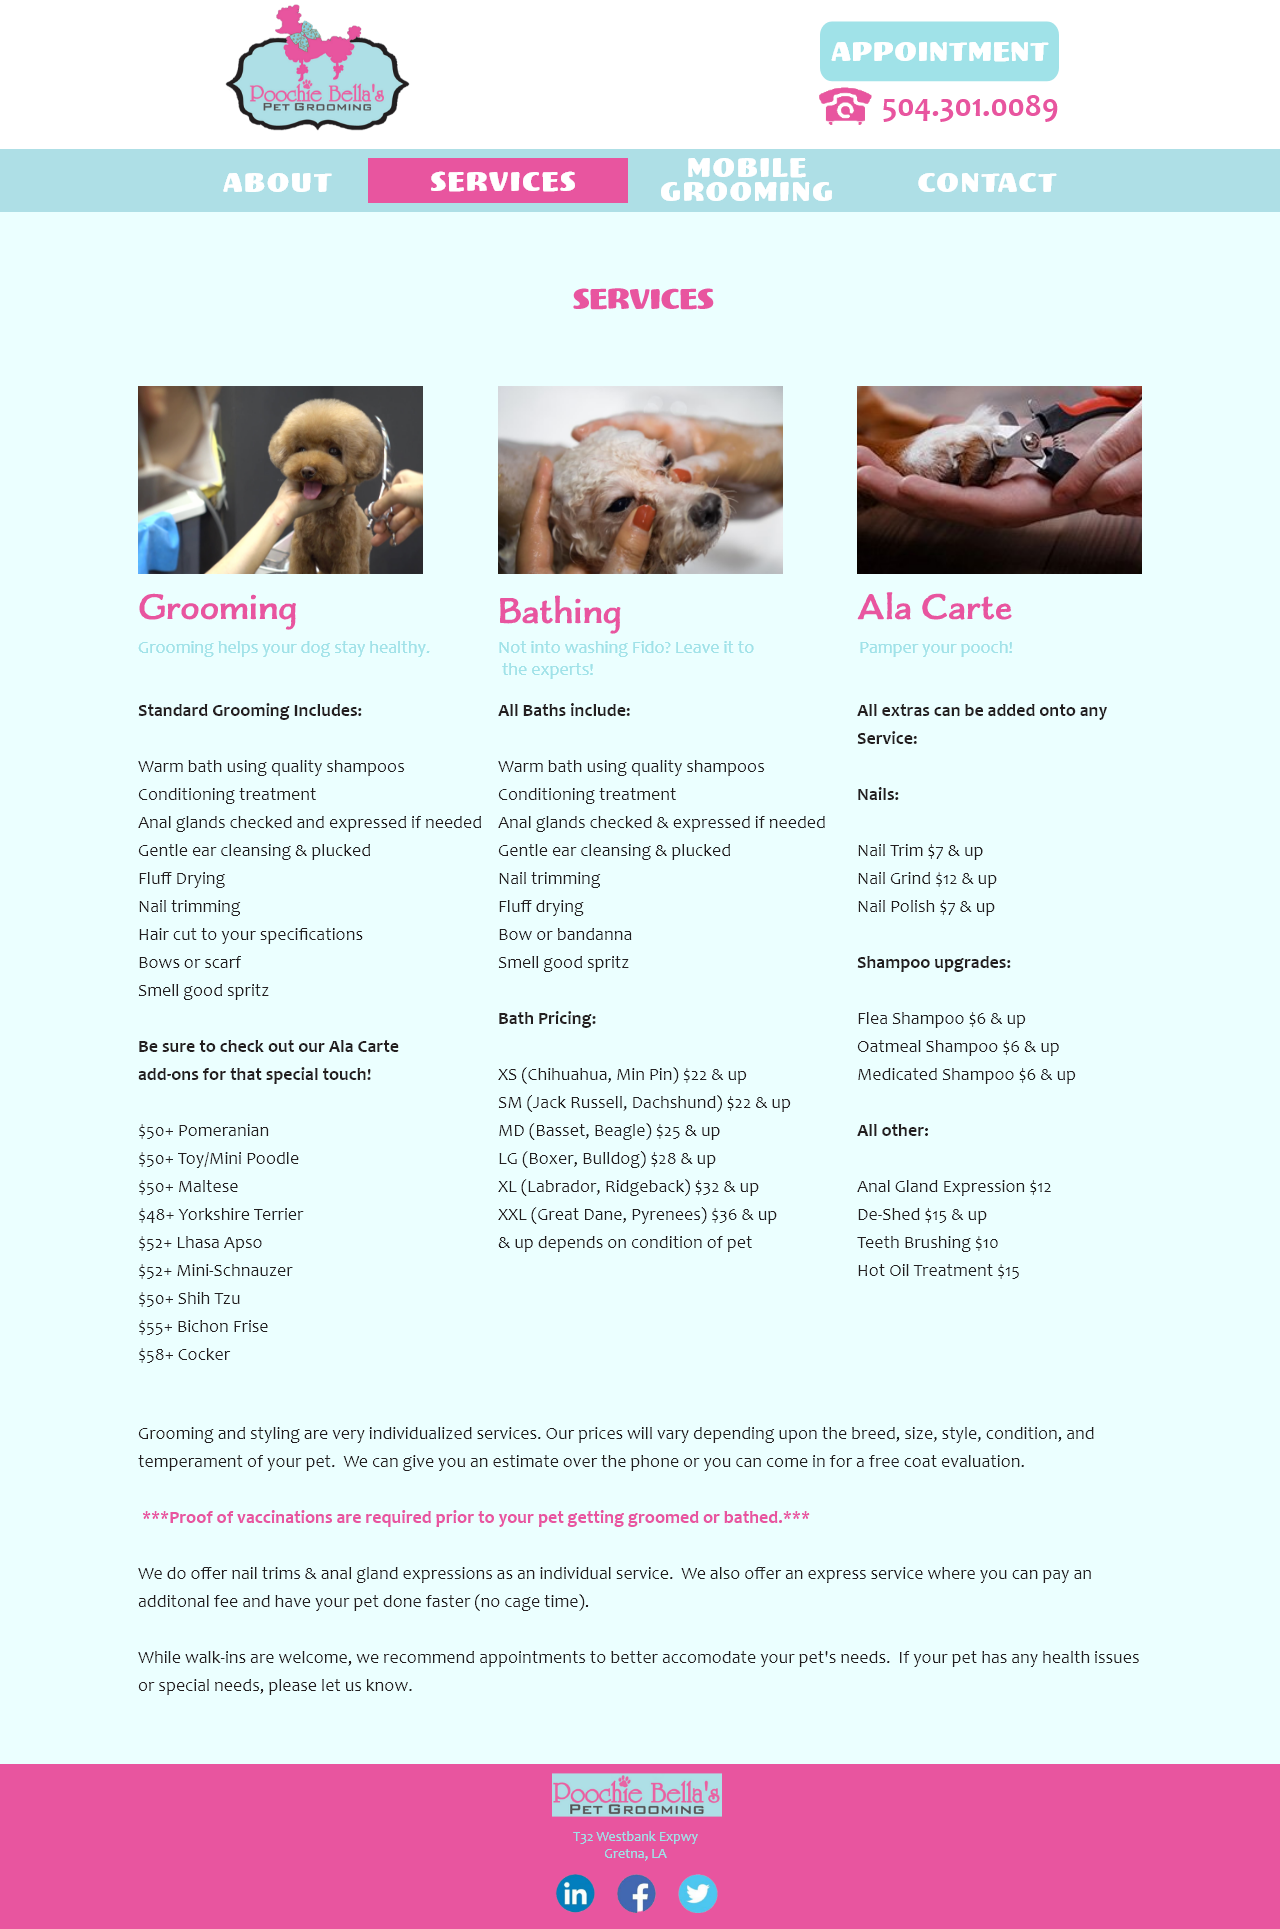 Poochie Bella's
PET GROOMING
APPOINTMENT
504.301.0089
ABOUT
SERVICES
MOBILE
GROOMING
CONTACT
SERVICES
Grooming
Grooming helps your dog stay healthy.
Standard Grooming Includes:
Warm bath using quality shampoos
Conditioning treatment
Anal glands checked and expressed if needed
Gentle ear cleansing & plucked
Fluff Drying
Nail trimming
Hair cut to your specifications
Bows or scarf
Smell good spritz
Be sure to check out our Ala Carte
add-ons for that special touch!
$50+ Pomeranian
$50+ Toy/Mini Poodle
$50+ Maltese
$48+ Yorkshire Terrier
$52+ Lhasa Apso
$52+ Mini-Schnauzer
$50+ Shih Tzu
$55+ Bichon Frise
$58+ Cocker
Bathing
Not into washing Fido? Leave it to
the experts!
All Baths include:
Warm bath using quality shampoos
Conditioning treatment
Anal glands checked & expressed if needed
Gentle ear cleansing & plucked
Nail trimming
Fluff drying
Bow or bandanna
Smell good spritz
Bath Pricing:
XS (Chihuahua, Min Pin) $22 & up
SM (Jack Russell, Dachshund) $22 & up
MD (Basset, Beagle) $25 & up
LG (Boxer, Bulldog) $28 & up
XL (Labrador, Ridgeback) $32 & up
XXL (Great Dane, Pyrenees) $36 & up
& up depends on condition of pet
Ala Carte
Pamper your pooch!
All extras can be added onto any
Service:
Nails:
Nail Trim $7 & up
Nail Grind $12 & up
Nail Polish $7 & up
Shampoo upgrades:
Flea Shampoo $6 & up
Oatmeal Shampoo $6 & up
Medicated Shampoo $6 & up
All other:
Anal Gland Expression $12
De-Shed $15 & up
Teeth Brushing $10
Hot Oil Treatment $15
Grooming and styling are very individualized services. Our prices will vary depending upon the breed, size, style, condition, and
temperament of your pet.  We can give you an estimate over the phone or you can come in for a free coat evaluation.
***Proof of vaccinations are required prior to your pet getting groomed or bathed.***
We do offer nail trims & anal gland expressions as an individual service.  We also offer an express service where you can pay an
additonal fee and have your pet done faster (no cage time).
While walk-ins are welcome, we recommend appointments to better accomodate your pet's needs.  If your pet has any health issues
or special needs, please let us know.
Poochie Bella's
PET GROOMING
T32 Westbank Expwy
Gretna, LA
in
f